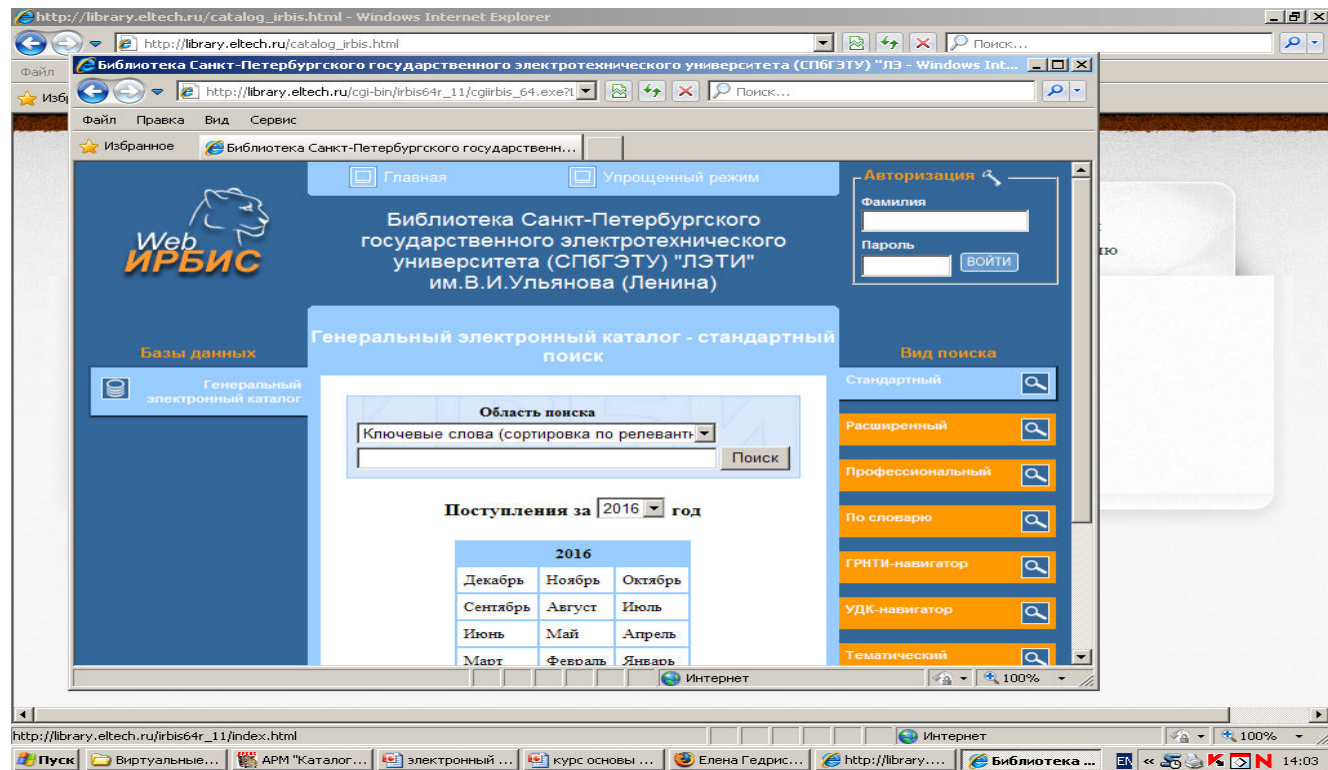 http://library.eltech.ru/catalog_irbis.html - Windows Internet Explorer
http://library.eltech.ru/catalog_irbis.html
Поиск...
Файл
Библиотека Санкт-Петербургского государственного электротехнического университета (СПбГЭТУ) "ЛЭ - Windows Int...
http://library.eltech.ru/cgi-bin/irbis64r_11/cgiirbis_64.exe?
Поиск...
Файл Правка Вид Сервис
Избранное
Библиотека Санкт-Петербургского государственн...
Главная
Упрощенный режим
Авторизация
Фамилия
Пароль
ВОЙТИ
Web
ИРБИС
Библиотека Санкт-Петербургского
государственного электротехнического
университета (СПбГЭТУ) "ЛЭТИ"
им.В.И.Ульянова (Ленина)
Генеральный электронный каталог - стандартный
поиск
Базы данных
Генеральный
электронный каталог
Область поиска
Ключевые слова (сортировка по релевант
Поиск
Поступления за 2016 год
2016
Декабрь Ноябрь Октябрь
Сентябрь Август Июль
Июнь Май Апрель
Март Февраль Январь
Вид поиска
Стандартный
Расширенный
Профессиональный
По словарю
ГРНТИ-навигатор
УДК-навигатор
Тематический
Интернет
100%
http://library.eltech.ru/irbis64r_11/index.html
Интернет
100%
Пуск
Виртуальные...
АРМ "Каталог...
электронный ...
курс основы ...
Елена Гедрис...
http://library....
Библиотека ...
EN
14:03